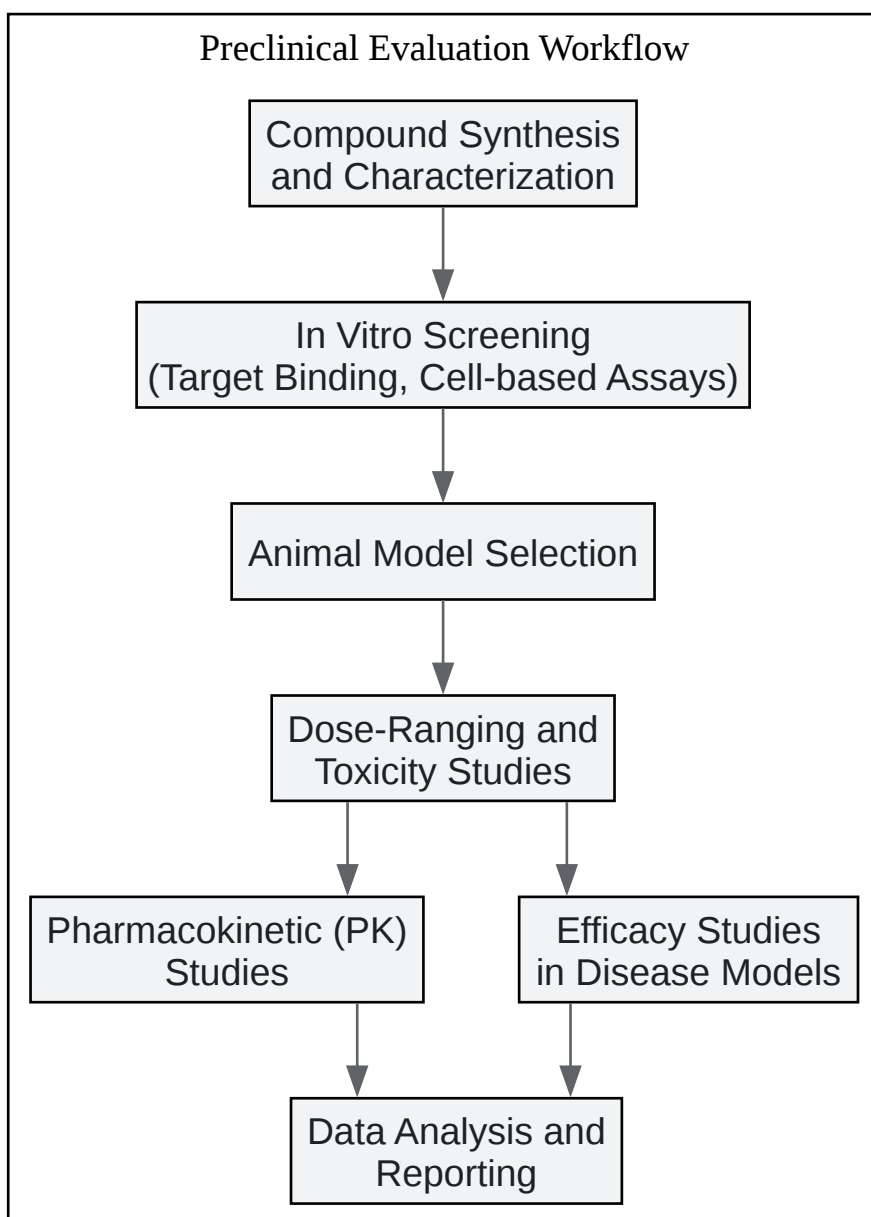 Preclinical Evaluation Workflow
Compound Synthesis
and Characterization
In Vitro Screening
(Target Binding, Cell-based Assays)
Animal Model Selection
Dose-Ranging and
Toxicity Studies
Pharmacokinetic (PK)
Studies
Efficacy Studies
in Disease Models
Data Analysis and
Reporting